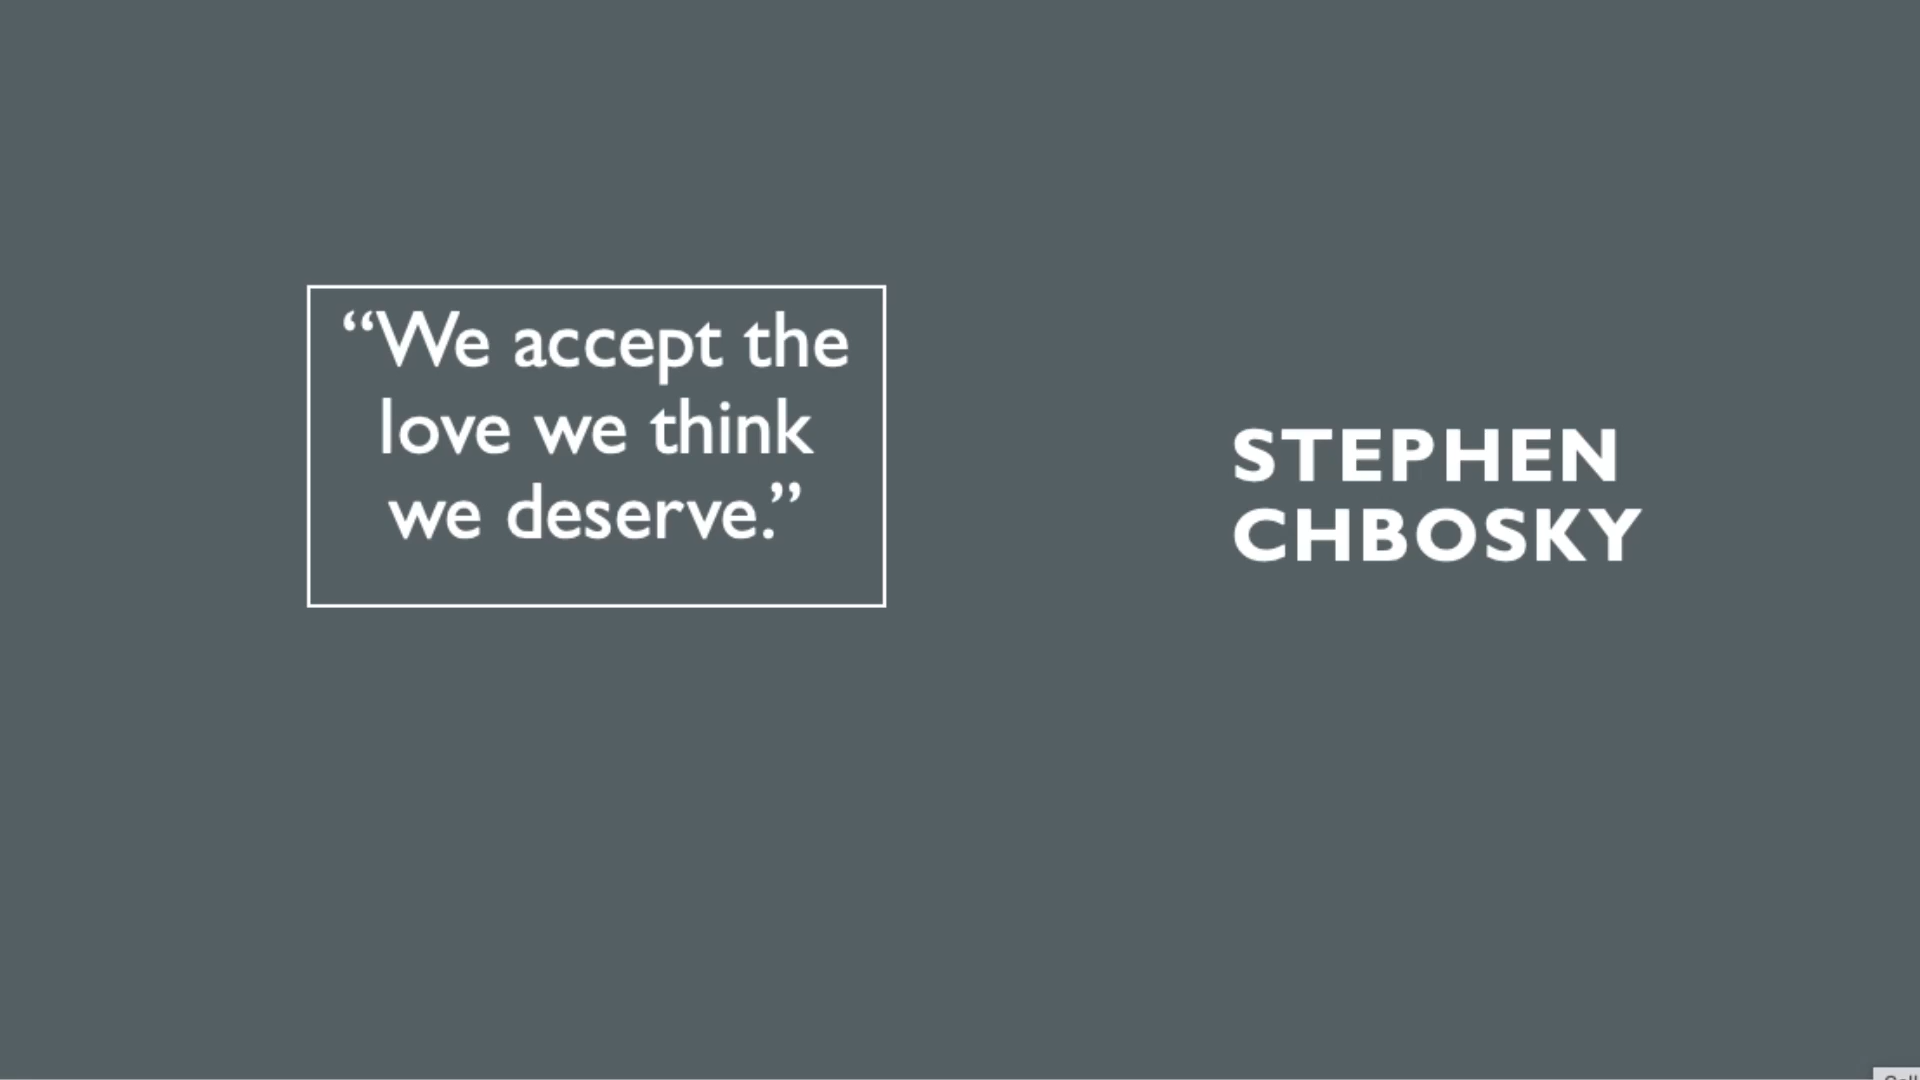 “We accept the
love we think
we deserve.”
STEPHEN
CHBOSKY